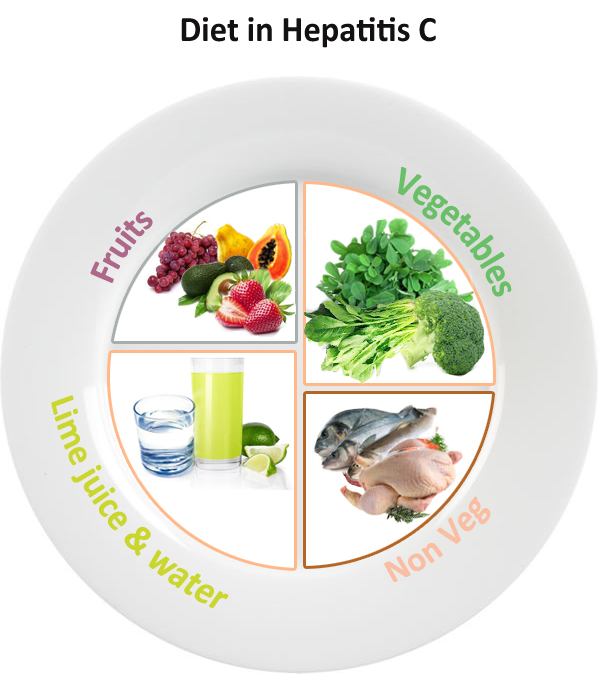 Diet in Hepatitis C
Fruits
Vegetables
Lime juice & water
Non Veg